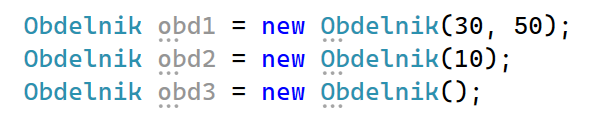 Obdelnik obd1 = new Obdelnik(30, 50);
Obdelnik obd2 = new Obdelnik(10);
Obdelnik obd3 = new Obdelnik();